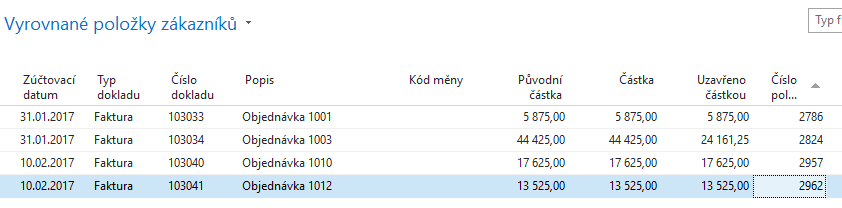 Vyrovnané položky zákazníků
Typ f
Zúčtovací datum Typ dokladu Číslo dokladu Popis Kód měny Původní částka Částka Uzavřeno částkou Číslo pol...
31.01.2017 Faktura 103033 Objednávka 1001 5 875,00 5 875,00 5 875,00 2786
31.01.2017 Faktura 103034 Objednávka 1003 44 425,00 44 425,00 24 161,25 2824
10.02.2017 Faktura 103040 Objednávka 1010 17 625,00 17 625,00 17 625,00 2957
10.02.2017 Faktura 103041 Objednávka 1012 13 525,00 13 525,00 13 525,00 2962